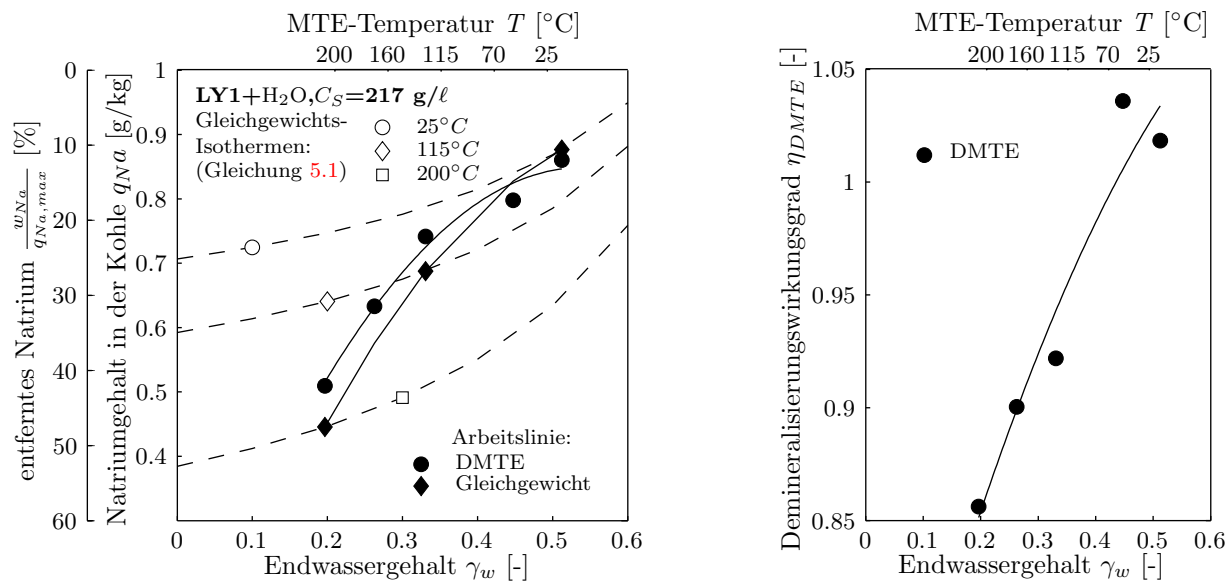 MTE-Temperatur T [°C]
200 160 115 70 25
entferntes Natrium w_Na / q_Na,max [%]
0
10
20
30
40
50
60
Natriumgehalt in der Kohle q_Na [g/kg]
1
0.9
0.8
0.7
0.6
0.5
0.4
LY1+H₂O,C_S=217 g/ℓ
Gleichgewichts-
Isothermen:
(Gleichung 5.1)
25°C
115°C
200°C
Arbeitslinie:
DMTE
Gleichgewicht
0 0.1 0.2 0.3 0.4 0.5 0.6
Endwassergehalt γ_w [-]
MTE-Temperatur T [°C]
200 160 115 70 25
Demineralisierungswirkungsgrad η_DMTE [-]
1.05
1
0.95
0.9
0.85
DMTE
0 0.1 0.2 0.3 0.4 0.5 0.6
Endwassergehalt γ_w [-]